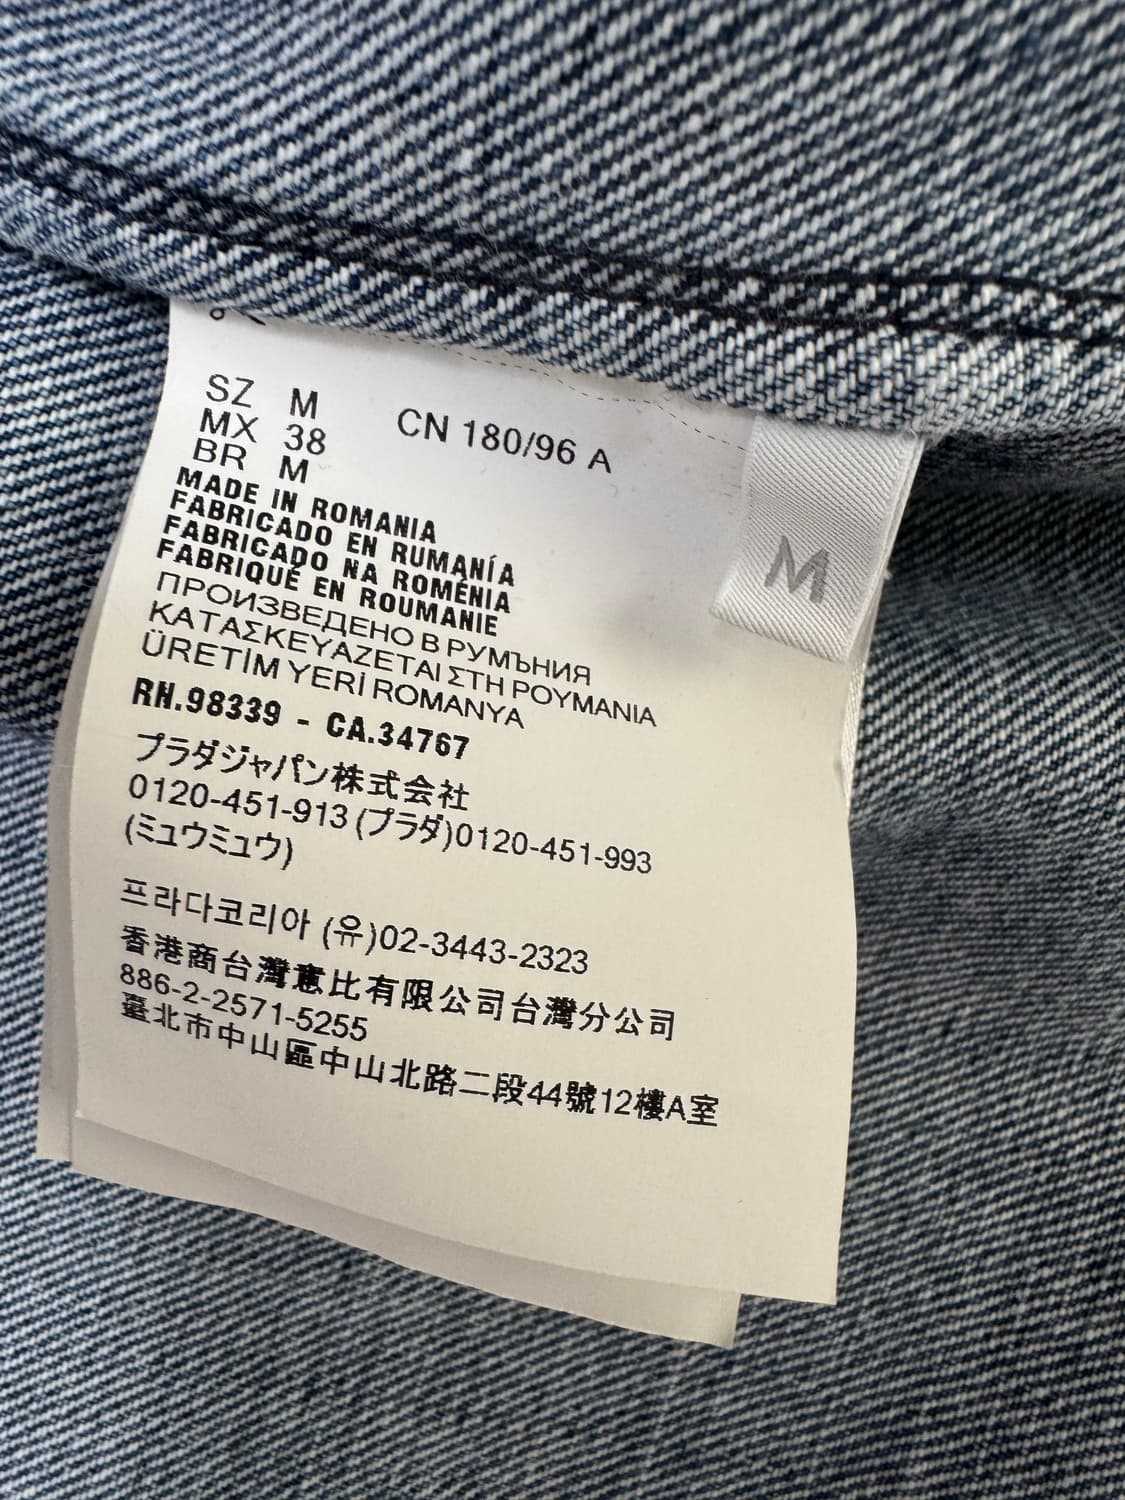 SZ M CN 180/96 A
MX 38
BR M
M
MADE IN ROMANIA
FABRICADO EN RUMANÍA
FABRICADO NA ROMÉNIA
FABRIQUÉ EN ROUMANIE
ПРОИЗВЕДЕНО В РУМЪНИЯ
ΚΑΤΑΣΚΕΥΑΖΕΤΑΙ ΣΤΗ ΡΟΥΜΑΝΙΑ
ÜRETİM YERİ ROMANYA
RN.98339 - CA.34767
プラダジャパン株式会社
0120-451-913 (プラダ)0120-451-993
(ミュウミュウ)
프라다코리아 (유)02-3443-2323
香港商台灣意比有限公司台灣分公司
886-2-2571-5255
臺北市中山區中山北路二段44號12樓A室